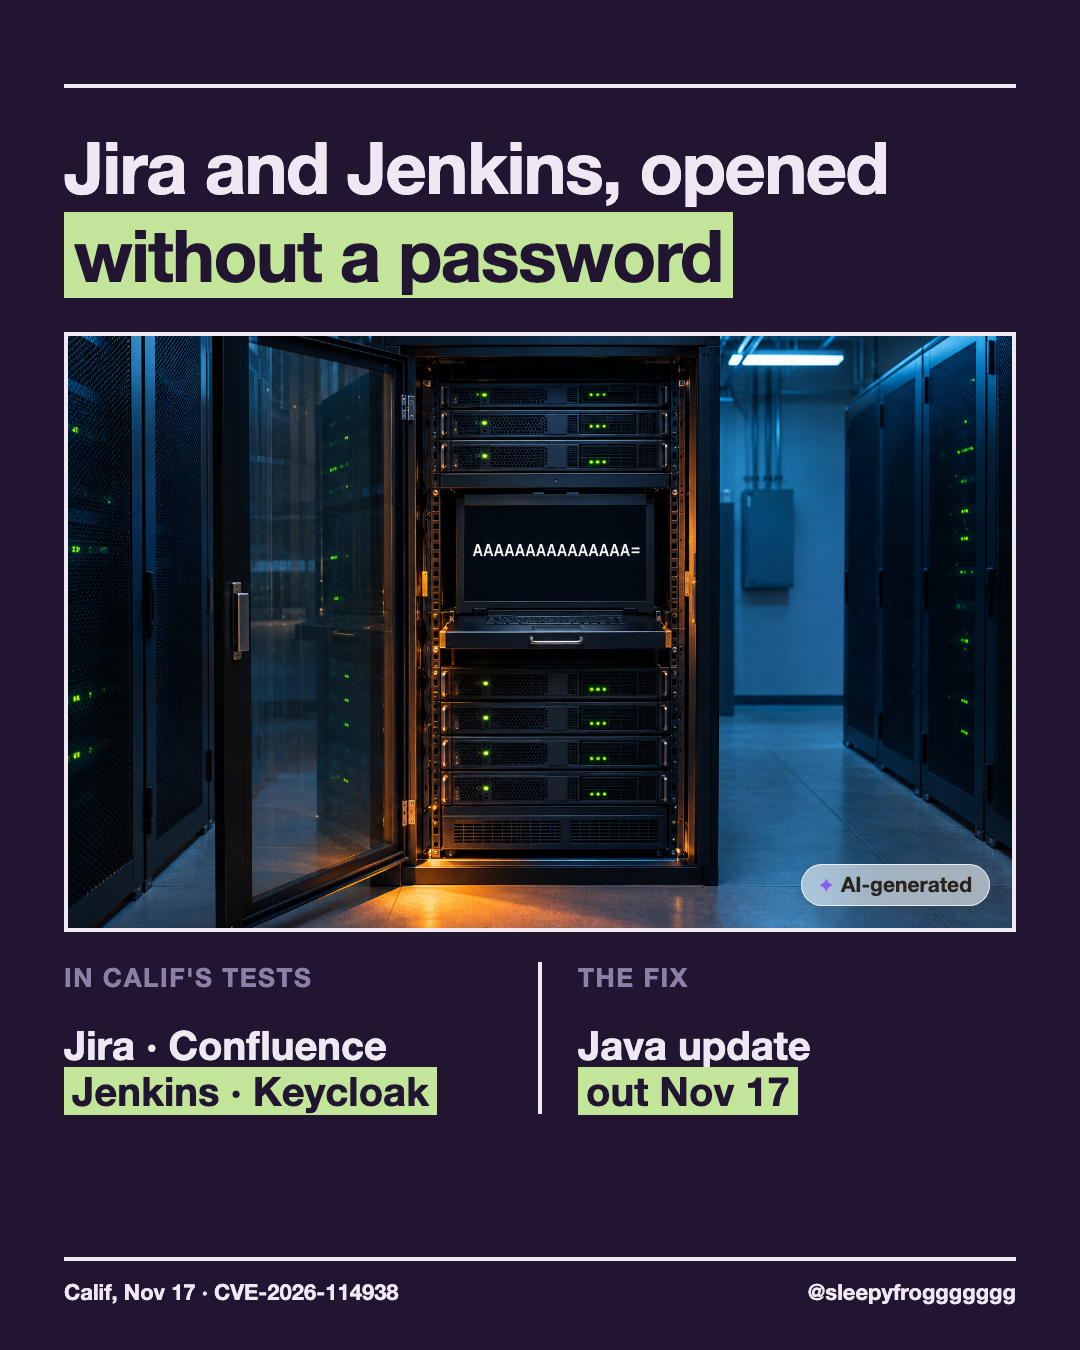 Jira and Jenkins, opened
without a password
AAAAAAAAAAAAAAA=
AI-generated
IN CALIF'S TESTS
Jira · Confluence
Jenkins · Keycloak
THE FIX
Java update
out Nov 17
Calif, Nov 17 · CVE-2026-114938
@sleepyfroggggggg